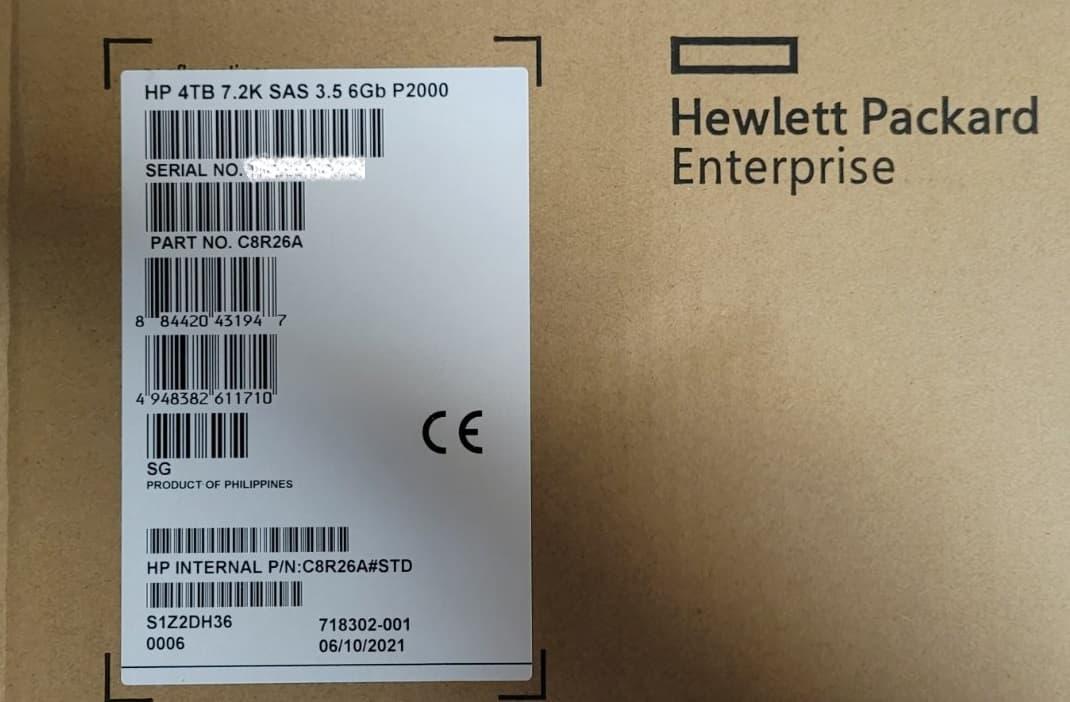 HP 4TB 7.2K SAS 3.5 6Gb P2000
SERIAL NO.
PART NO. C8R26A
8 84420 43194 7
4 948382 611710
SG
PRODUCT OF PHILIPPINES
HP INTERNAL P/N:C8R26A#STD
S1Z2DH36
718302-001
0006
06/10/2021
CE
Hewlett Packard
Enterprise